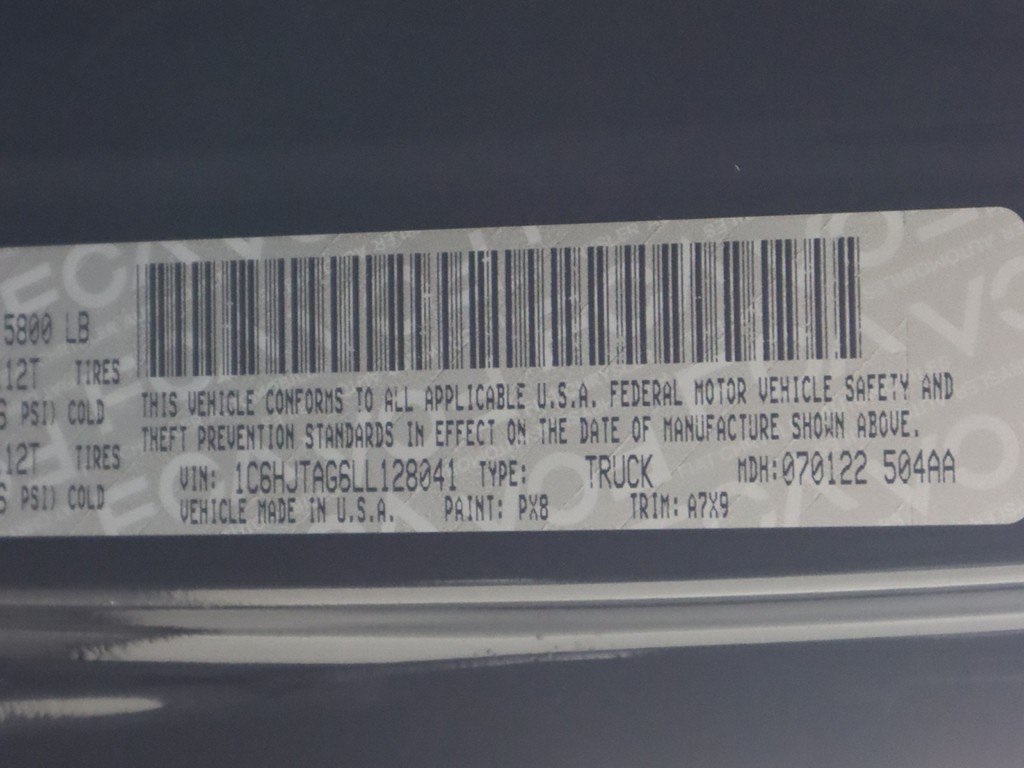 5800 LB
12T TIRES
PSI) COLD
12T TIRES
PSI) COLD
THIS VEHICLE CONFORMS TO ALL APPLICABLE U.S.A. FEDERAL MOTOR VEHICLE SAFETY AND
THEFT PREVENTION STANDARDS IN EFFECT ON THE DATE OF MANUFACTURE SHOWN ABOVE.
VIN: 1C6HJTAG6LL128041 TYPE: TRUCK MDH:070122 504AA
VEHICLE MADE IN U.S.A. PAINT: PX8 TRIM: A7X9